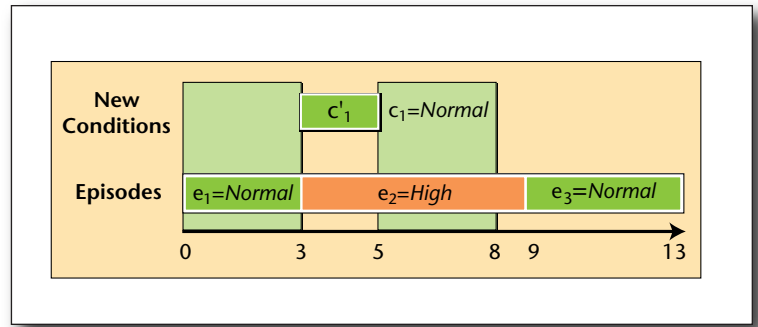 New
Conditions
c'₁
c₁=Normal
Episodes
e₁=Normal
e₂=High
e₃=Normal
0 3 5 8 9 13